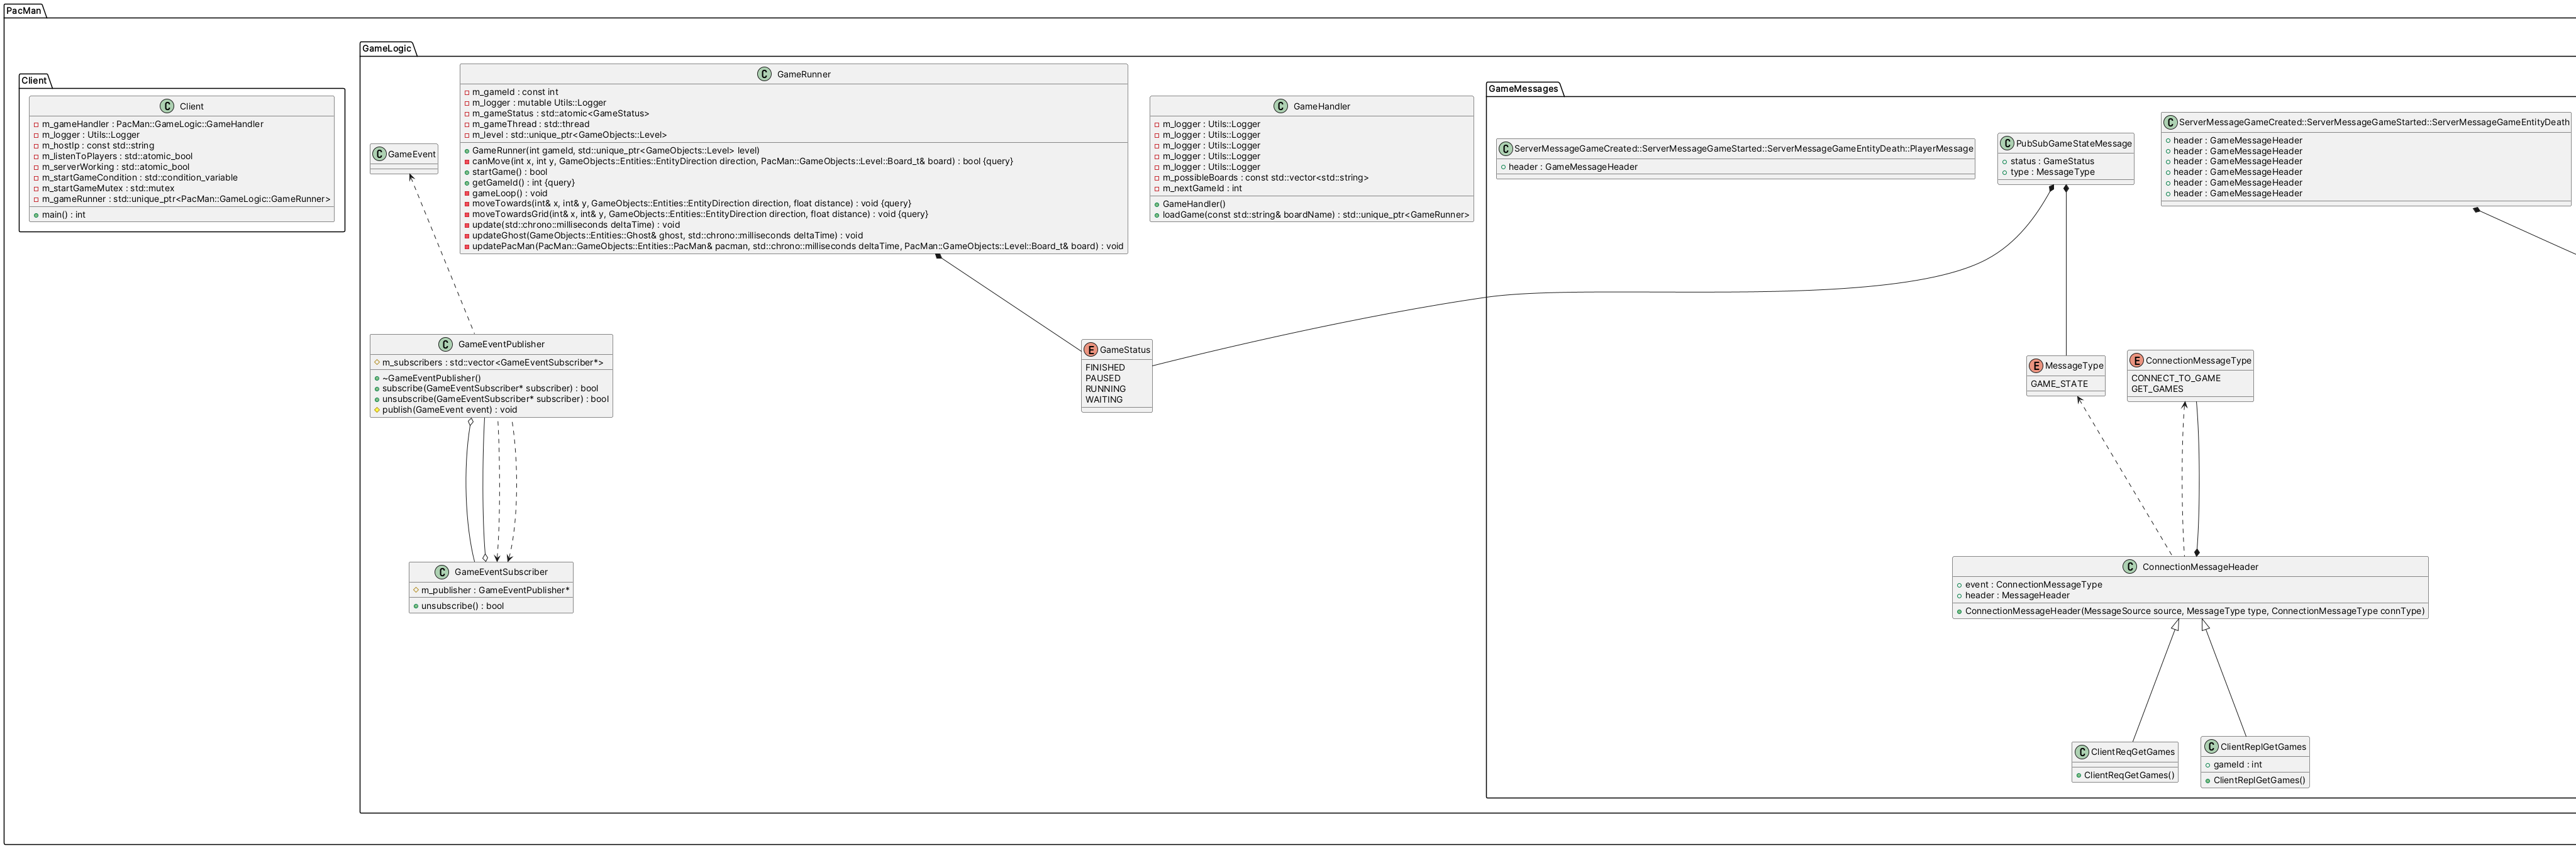 PacMan
Client
C Client
m_gameHandler : PacMan::GameLogic::GameHandler
m_logger : Utils::Logger
m_hostIp : const std::string
m_listenToPlayers : std::atomic_bool
m_serverWorking : std::atomic_bool
m_startGameCondition : std::condition_variable
m_startGameMutex : std::mutex
m_gameRunner : std::unique_ptr<PacMan::GameLogic::GameRunner>
main() : int
GameLogic
C GameEvent
C GameRunner
m_gameId : const int
m_logger : mutable Utils::Logger
m_gameStatus : std::atomic<GameStatus>
m_gameThread : std::thread
m_level : std::unique_ptr<GameObjects::Level>
GameRunner(int gameId, std::unique_ptr<GameObjects::Level> level)
canMove(int x, int y, GameObjects::Entities::EntityDirection direction, PacMan::GameObjects::Level::Board_t& board) : bool {query}
startGame() : bool
getGameId() : int {query}
gameLoop() : void
moveTowards(int& x, int& y, GameObjects::Entities::EntityDirection direction, float distance) : void {query}
moveTowardsGrid(int& x, int& y, GameObjects::Entities::EntityDirection direction, float distance) : void {query}
update(std::chrono::milliseconds deltaTime) : void
updateGhost(GameObjects::Entities::Ghost& ghost, std::chrono::milliseconds deltaTime) : void
updatePacMan(PacMan::GameObjects::Entities::PacMan& pacman, std::chrono::milliseconds deltaTime, PacMan::GameObjects::Level::Board_t& board) : void
C GameHandler
m_logger : Utils::Logger
m_logger : Utils::Logger
m_logger : Utils::Logger
m_logger : Utils::Logger
m_logger : Utils::Logger
m_possibleBoards : const std::vector<std::string>
m_nextGameId : int
GameHandler()
loadGame(const std::string& boardName) : std::unique_ptr<GameRunner>
C GameEventPublisher
m_subscribers : std::vector<GameEventSubscriber*>
~GameEventPublisher()
subscribe(GameEventSubscriber* subscriber) : bool
unsubscribe(GameEventSubscriber* subscriber) : bool
publish(GameEvent event) : void
E GameStatus
FINISHED
PAUSED
RUNNING
WAITING
C GameEventSubscriber
m_publisher : GameEventPublisher*
unsubscribe() : bool
GameMessages
C ServerMessageGameCreated::ServerMessageGameStarted::ServerMessageGameEntityDeath::PlayerMessage
header : GameMessageHeader
C PubSubGameStateMessage
status : GameStatus
type : MessageType
C ServerMessageGameCreated::ServerMessageGameStarted::ServerMessageGameEntityDeath
header : GameMessageHeader
header : GameMessageHeader
header : GameMessageHeader
header : GameMessageHeader
header : GameMessageHeader
header : GameMessageHeader
E MessageType
GAME_STATE
E ConnectionMessageType
CONNECT_TO_GAME
GET_GAMES
C ConnectionMessageHeader
event : ConnectionMessageType
header : MessageHeader
ConnectionMessageHeader(MessageSource source, MessageType type, ConnectionMessageType connType)
C ClientReqGetGames
ClientReqGetGames()
C ClientReplGetGames
gameId : int
ClientReplGetGames()